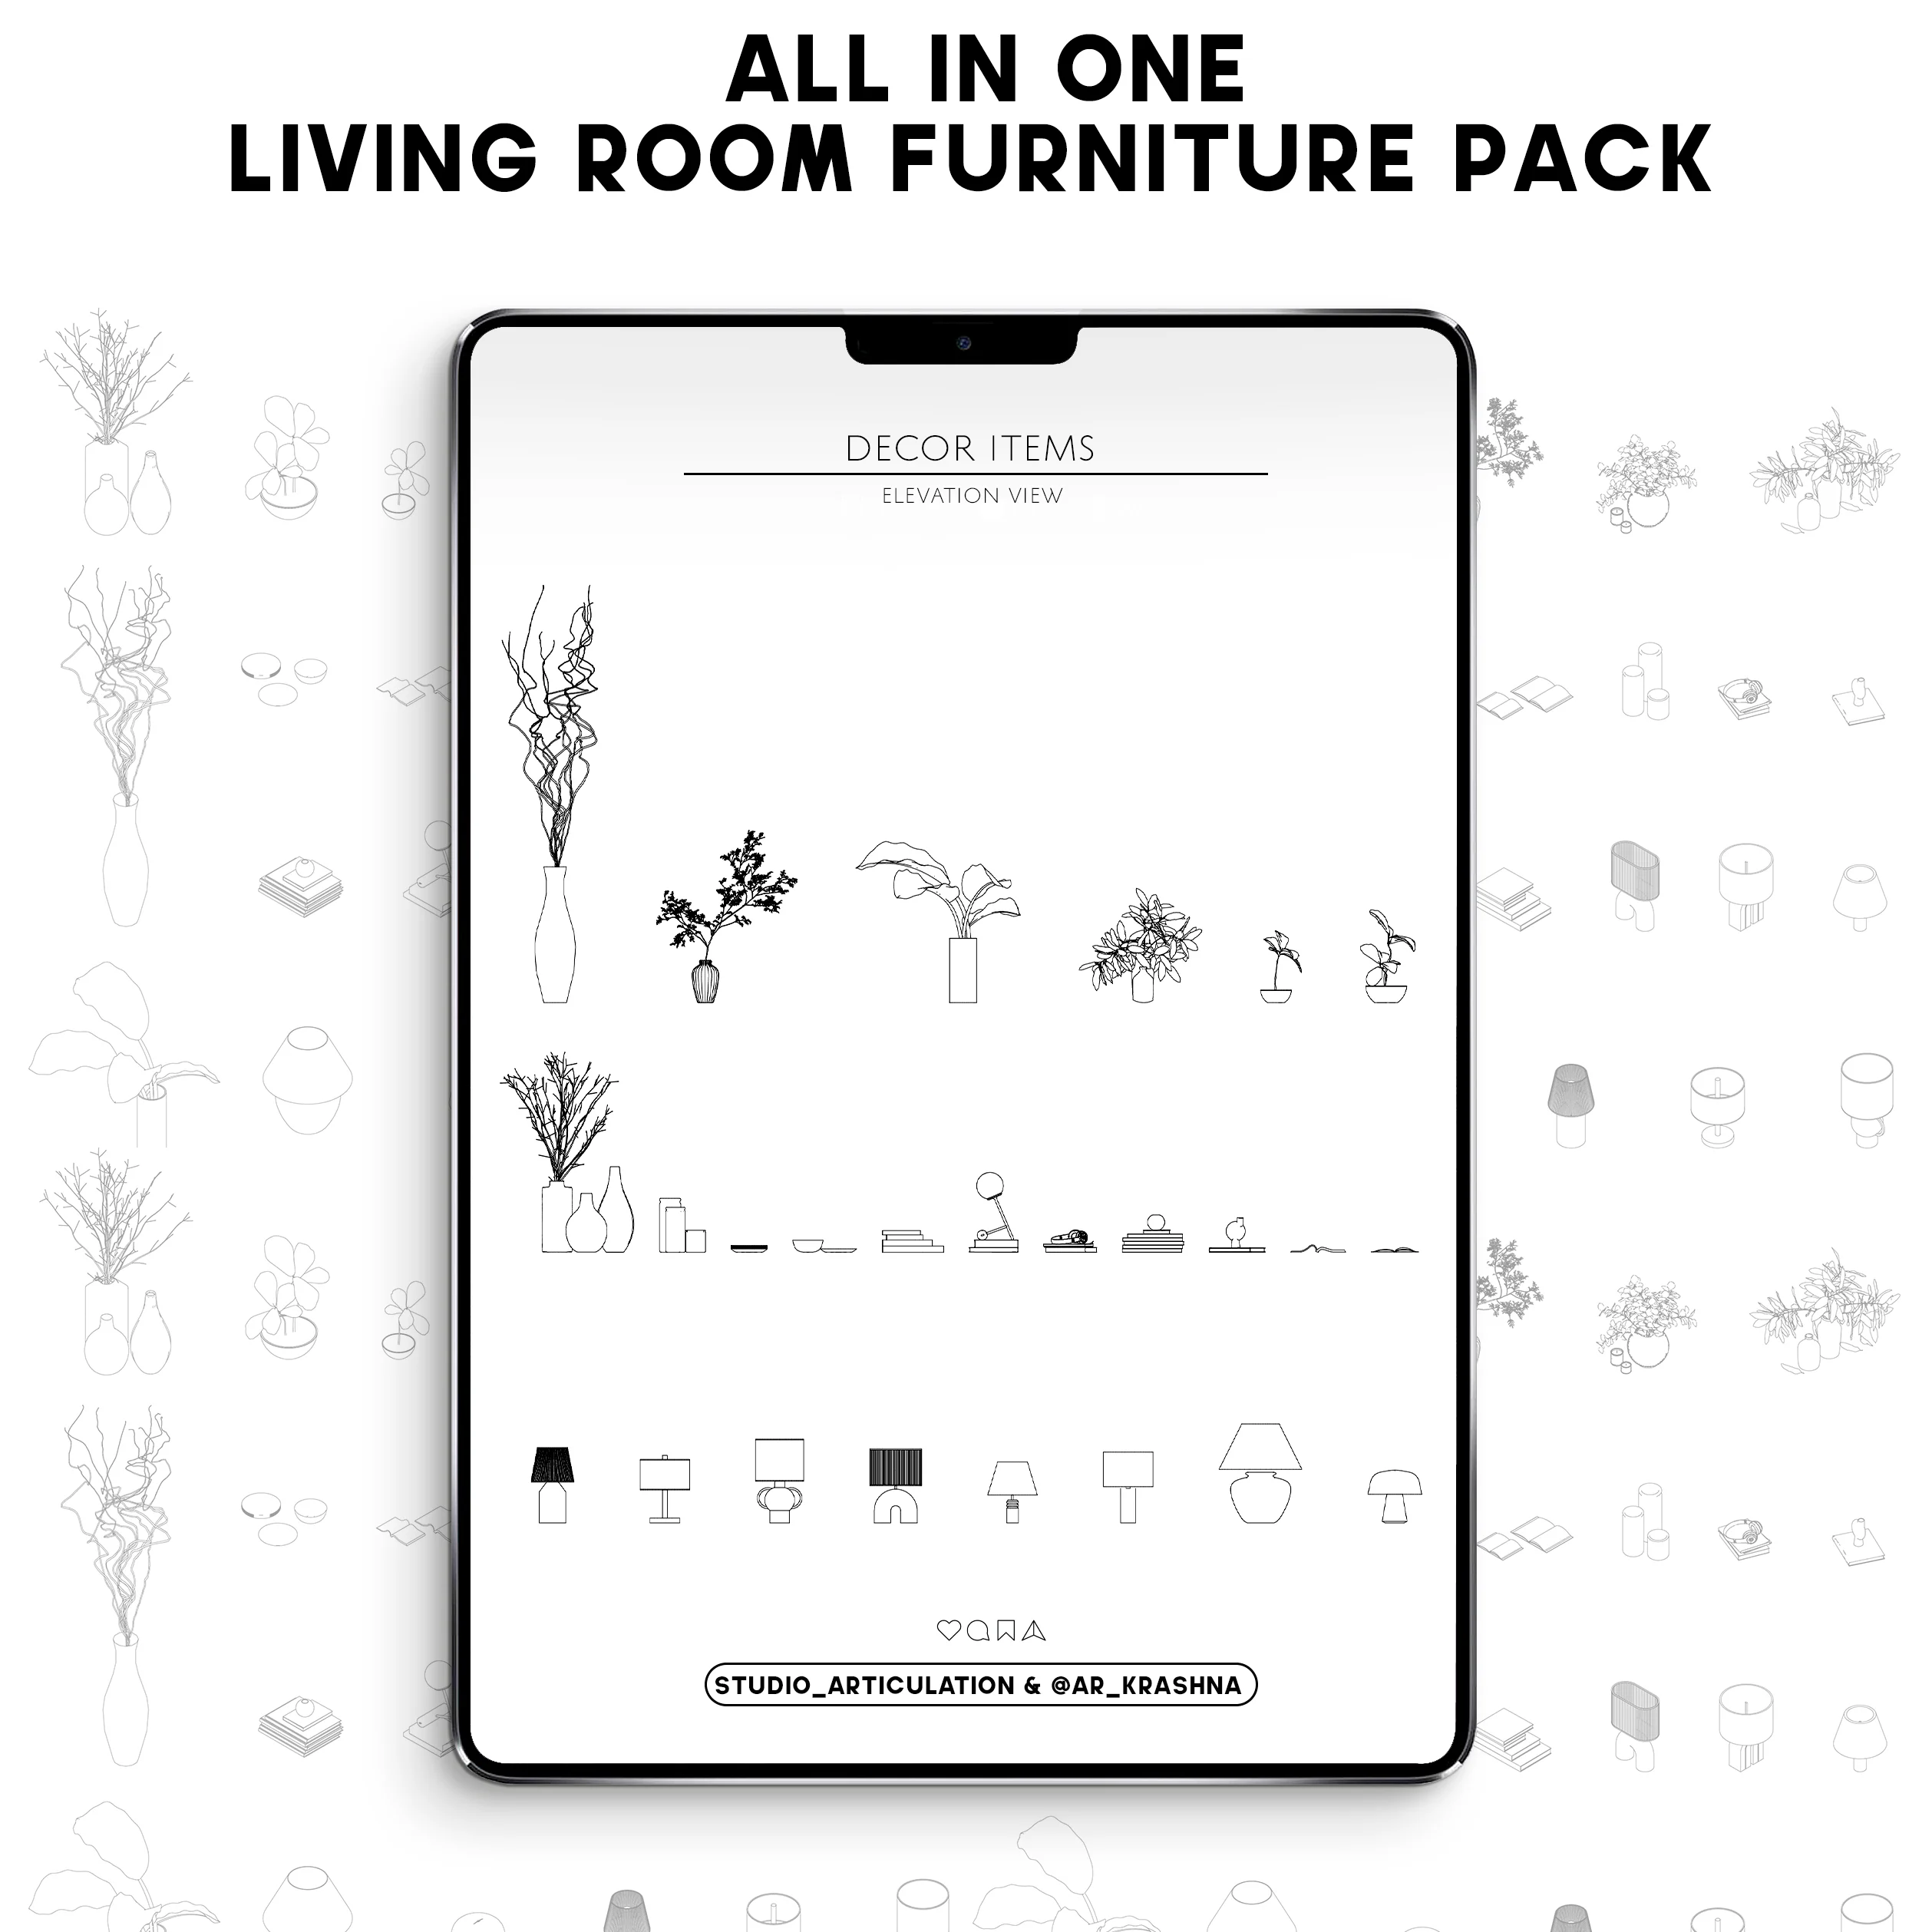 ALL IN ONE
LIVING ROOM FURNITURE PACK
DECOR ITEMS
ELEVATION VIEW
STUDIO_ARTICULATION & @AR_KRASHNA